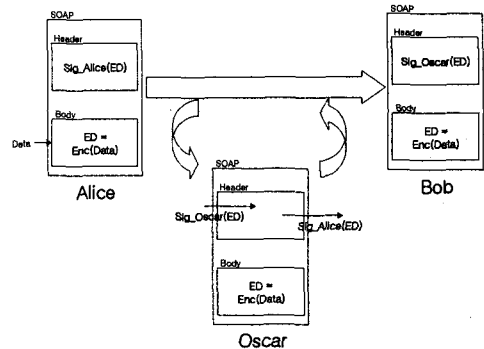 SOAP
Header
Sig_Alice(ED)
Body
Data
ED =
Enc(Data)
Alice
SOAP
Header
Sig_Oscar(ED)
Body
ED =
Enc(Data)
Bob
SOAP
Header
Sig_Oscar(ED)
Sig_Alice(ED)
Body
ED =
Enc(Data)
Oscar